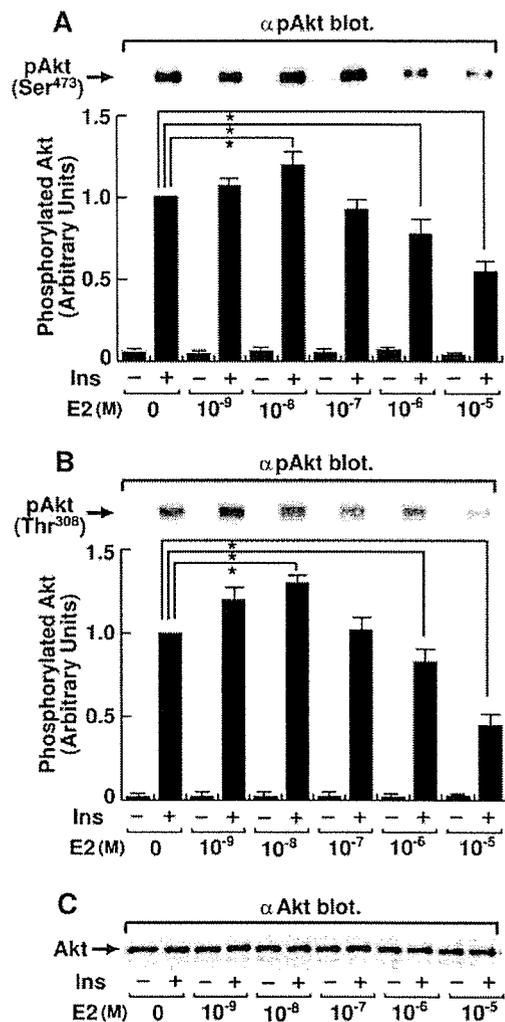 A
α pAkt blot.
pAkt
(Ser473)
Phosphorylated Akt
(Arbitrary Units)
1.5
1.0
0.5
0
* * *
Ins − + − + − + − + − + − +
E2 (M) 0 10-9 10-8 10-7 10-6 10-5
B
α pAkt blot.
pAkt
(Thr308)
Phosphorylated Akt
(Arbitrary Units)
1.5
1.0
0.5
0
* * *
Ins − + − + − + − + − + − +
E2 (M) 0 10-9 10-8 10-7 10-6 10-5
C
α Akt blot.
Akt
Ins − + − + − + − + − + − +
E2 (M) 0 10-9 10-8 10-7 10-6 10-5